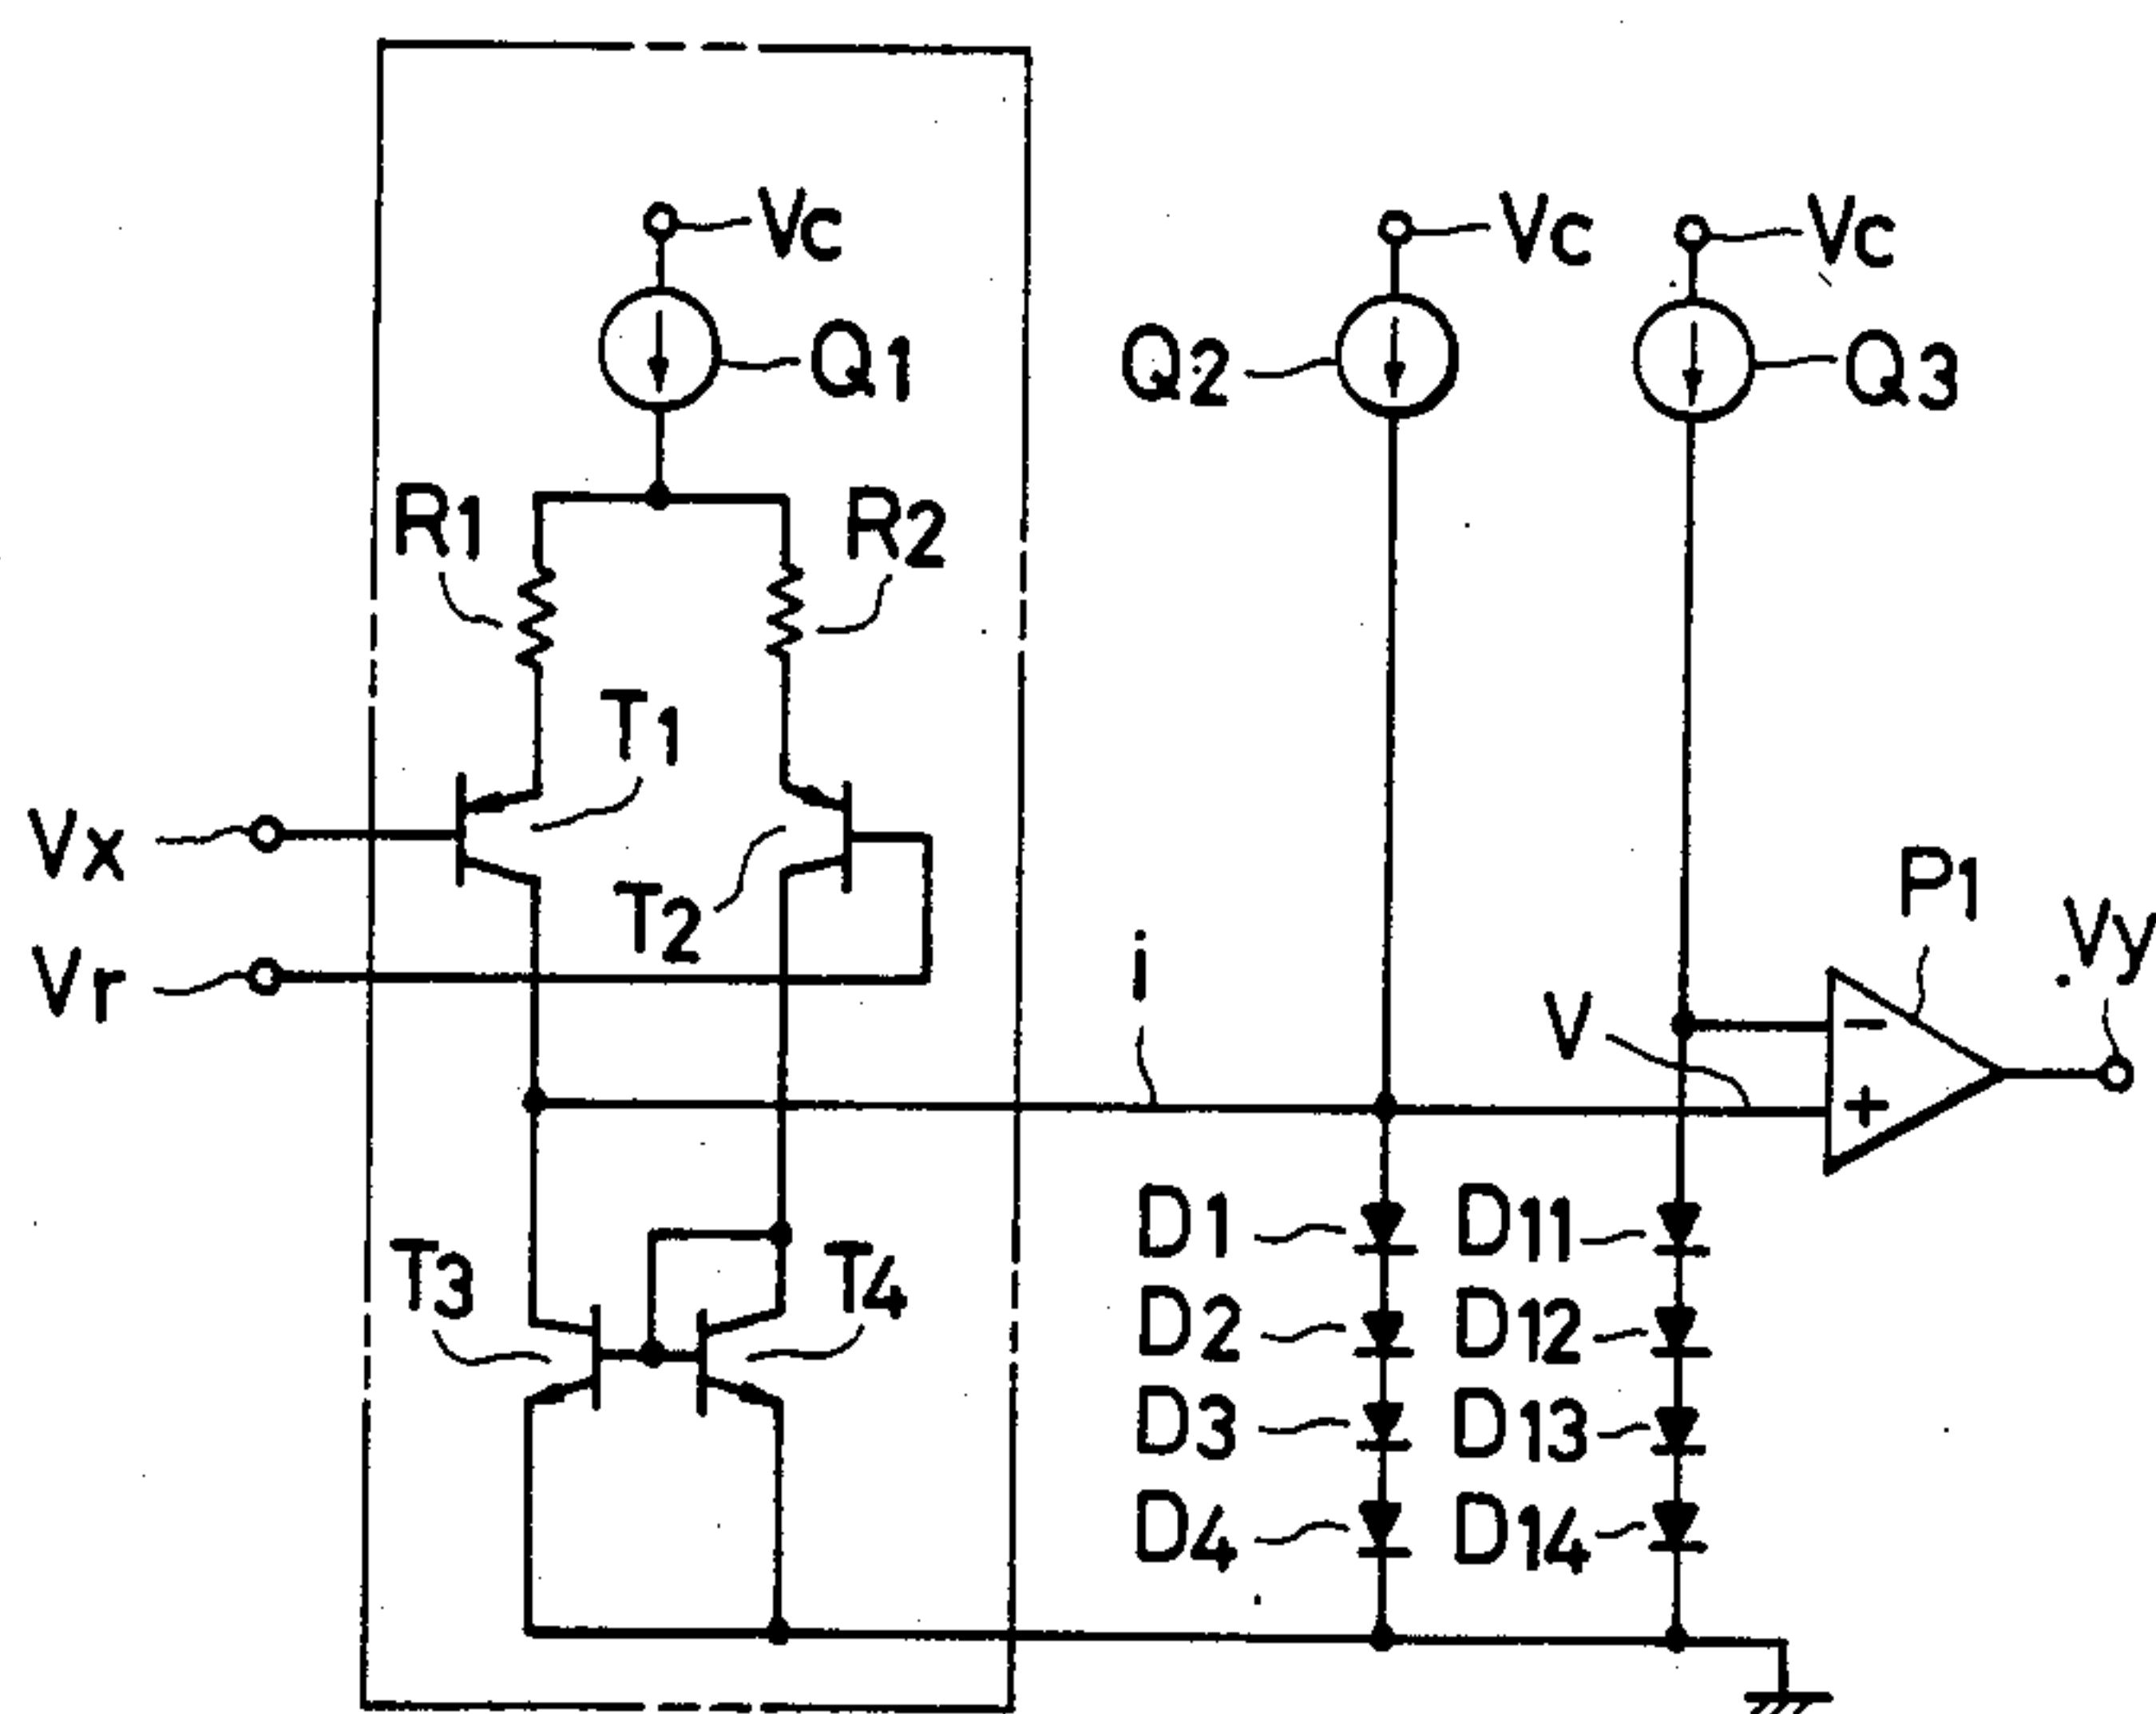 Vc
Vc
Vc
Q1
Q2
Q3
R1
R2
T1
Vx
T2
Vr
i
V
P1
Vy
−
+
D1
D11
T3
T4
D2
D12
D3
D13
D4
D14